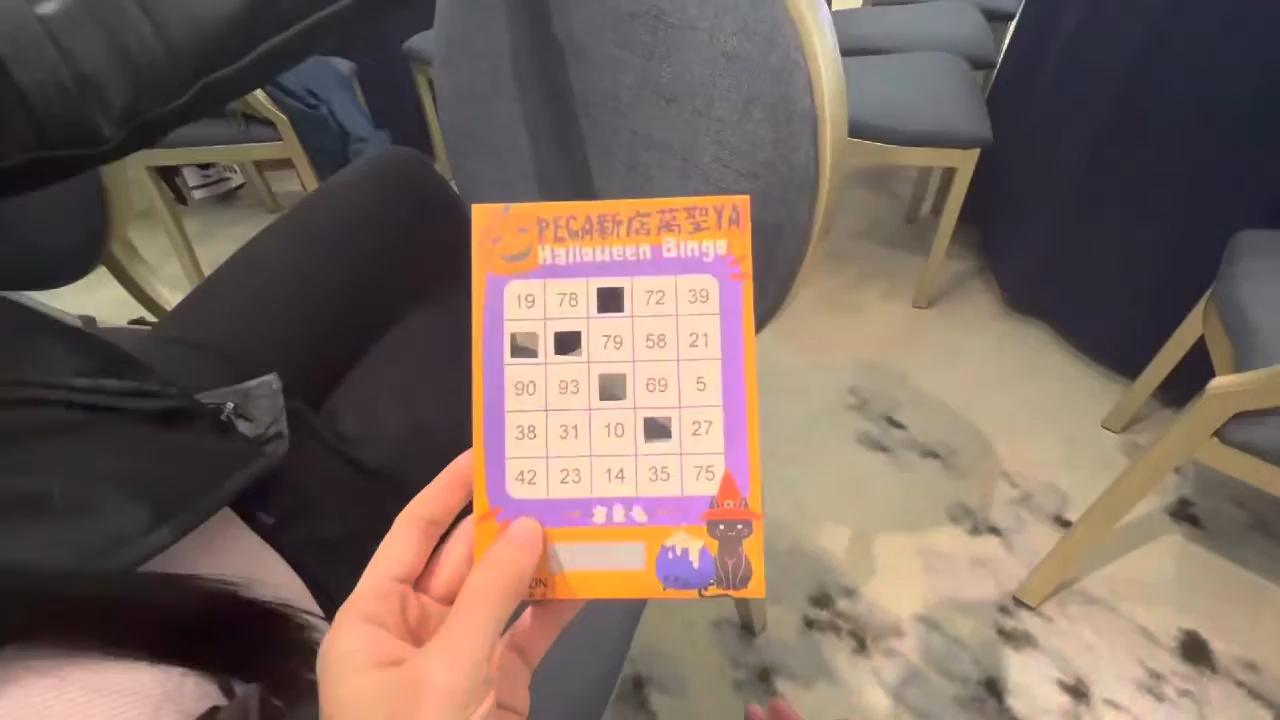 PEGA新店萬聖YA
Halloween Bingo
19 78 72 39
79 58 21
90 93 69 5
38 31 10 27
42 23 14 35 75